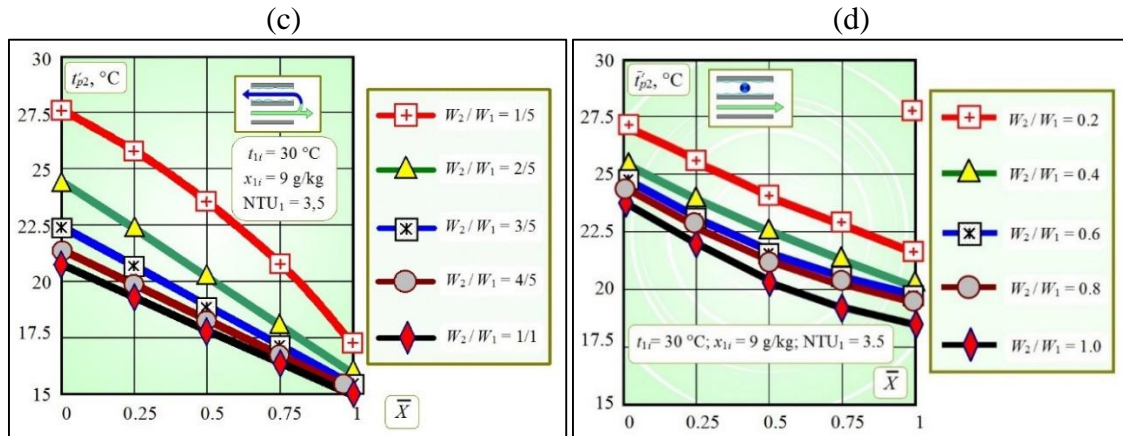 (c)
(d)
30
27.5
25
22.5
20
17.5
15
0
0.25
0.5
0.75
1
X̅
t′p2, °C
t1i = 30 °C
x1i = 9 g/kg
NTU1 = 3,5
W2 / W1 = 1/5
W2 / W1 = 2/5
W2 / W1 = 3/5
W2 / W1 = 4/5
W2 / W1 = 1/1
30
27.5
25
22.5
20
17.5
15
0
0.25
0.5
0.75
1
X̅
t̄p2, °C
t1i = 30 °C; x1i = 9 g/kg; NTU1 = 3.5
W2 / W1 = 0.2
W2 / W1 = 0.4
W2 / W1 = 0.6
W2 / W1 = 0.8
W2 / W1 = 1.0